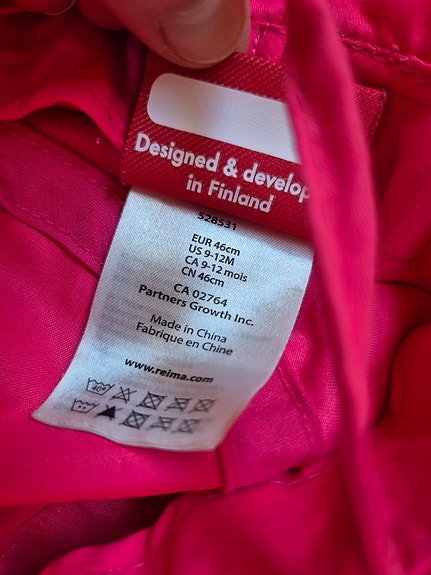 Designed & develop
in Finland
528531
EUR 46cm
US 9-12M
CA 9-12 mois
CN 46cm
CA 02764
Partners Growth Inc.
Made in China
Fabrique en Chine
www.reima.com
40°